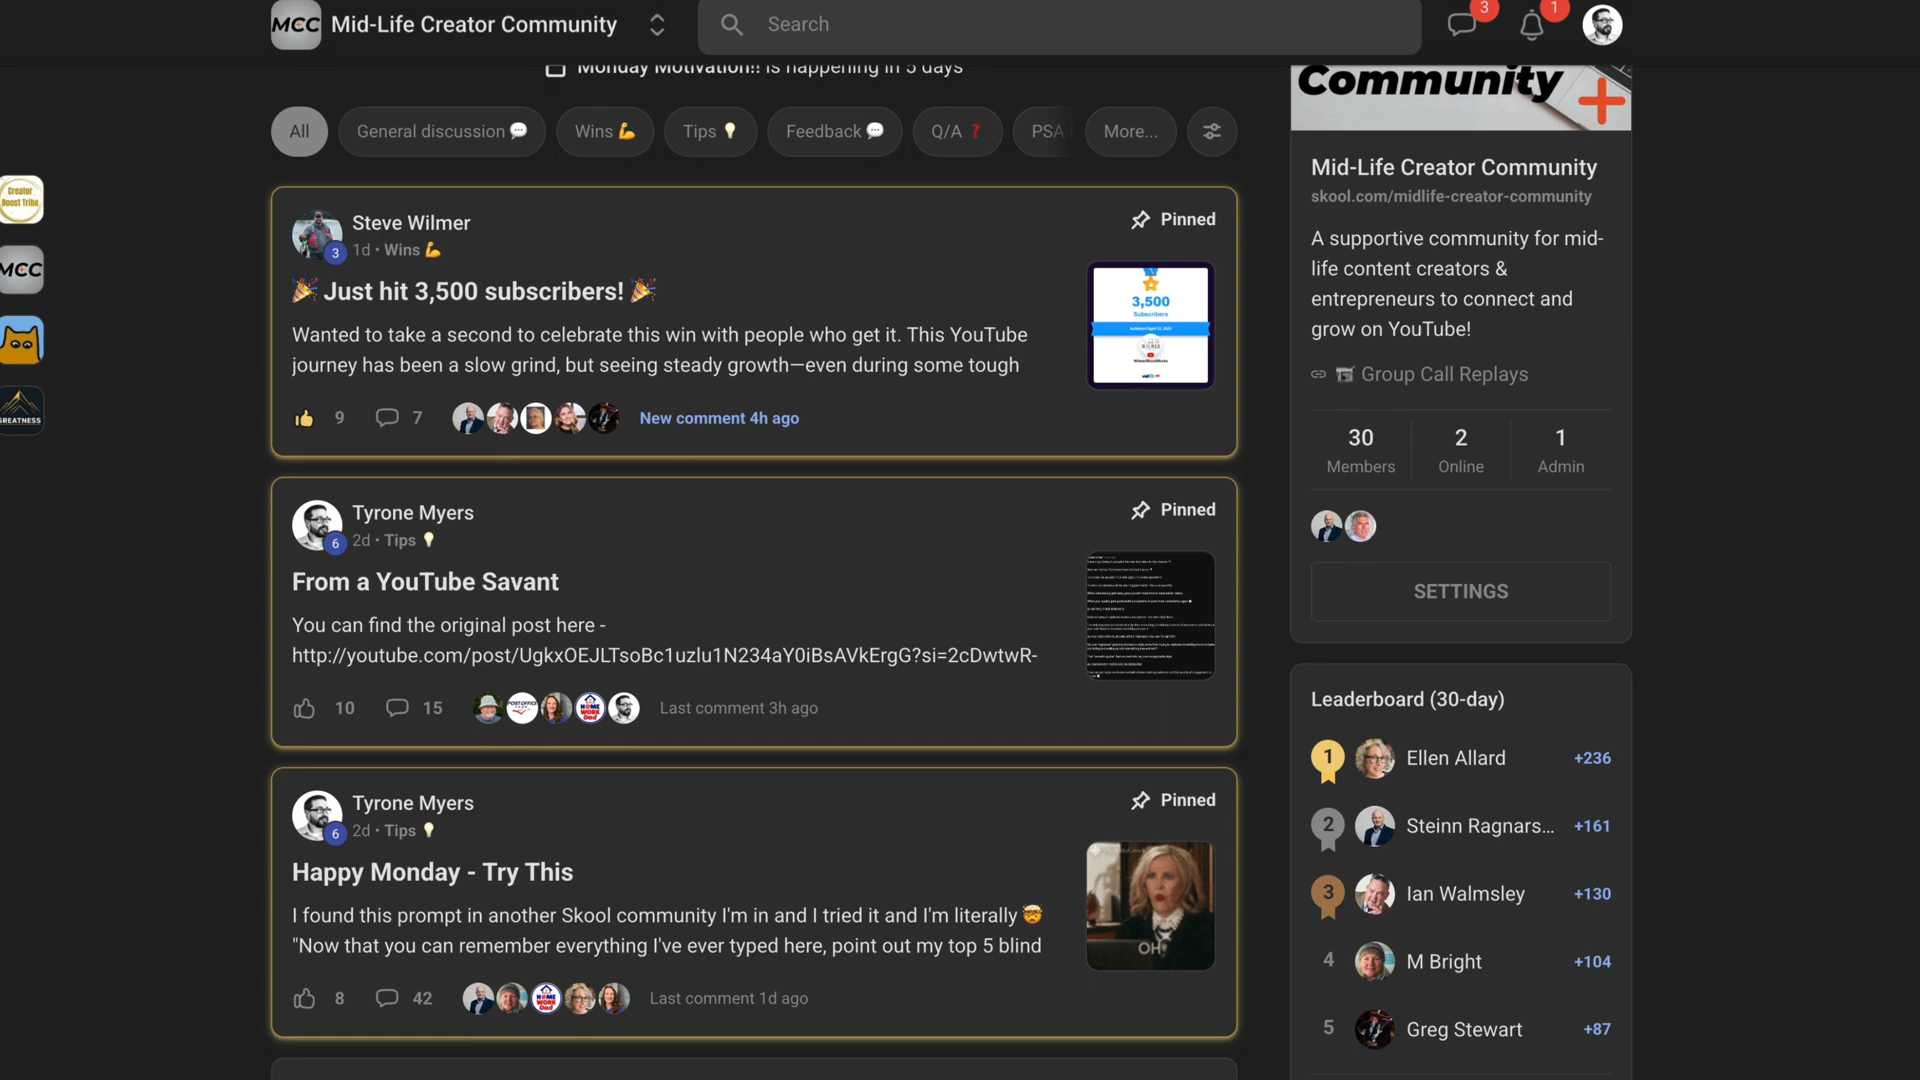 MCC Mid-Life Creator Community
Search
3
1
Monday Motivation!! is happening in 5 days
All
General discussion 💬
Wins 💪
Tips 💡
Feedback 💬
Q/A ❓
PSA
More...
Creator
Boost Tribe
MCC
GREATNESS
Steve Wilmer
3
1d • Wins 💪
Pinned
🎉 Just hit 3,500 subscribers! 🎉
Wanted to take a second to celebrate this win with people who get it. This YouTube
journey has been a slow grind, but seeing steady growth—even during some tough
3,500
Subscribers
9
7
New comment 4h ago
Tyrone Myers
6
2d • Tips 💡
Pinned
From a YouTube Savant
You can find the original post here -
http://youtube.com/post/UgkxOEJLTsoBc1uzlu1N234aY0iBsAVkErgG?si=2cDwtwR-
10
15
Last comment 3h ago
Tyrone Myers
6
2d • Tips 💡
Pinned
Happy Monday - Try This
I found this prompt in another Skool community I'm in and I tried it and I'm literally 🤯
"Now that you can remember everything I've ever typed here, point out my top 5 blind
OH,
8
42
Last comment 1d ago
Community
Mid-Life Creator Community
skool.com/midlife-creator-community
A supportive community for mid-
life content creators &
entrepreneurs to connect and
grow on YouTube!
Group Call Replays
30
Members
2
Online
1
Admin
SETTINGS
Leaderboard (30-day)
1 Ellen Allard +236
2 Steinn Ragnars... +161
3 Ian Walmsley +130
4 M Bright +104
5 Greg Stewart +87